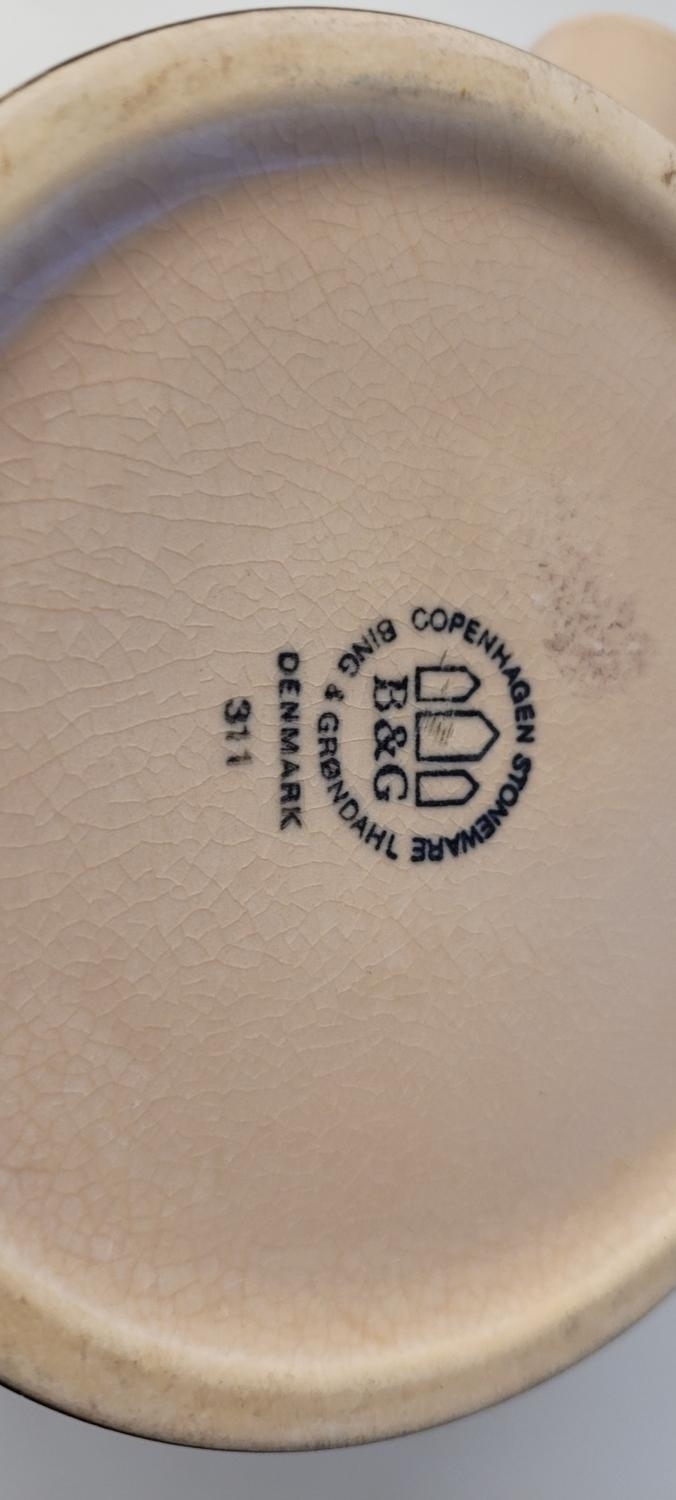 COPENHAGEN STONEWARE
B&G
BING & GRØNDAHL
DENMARK
311